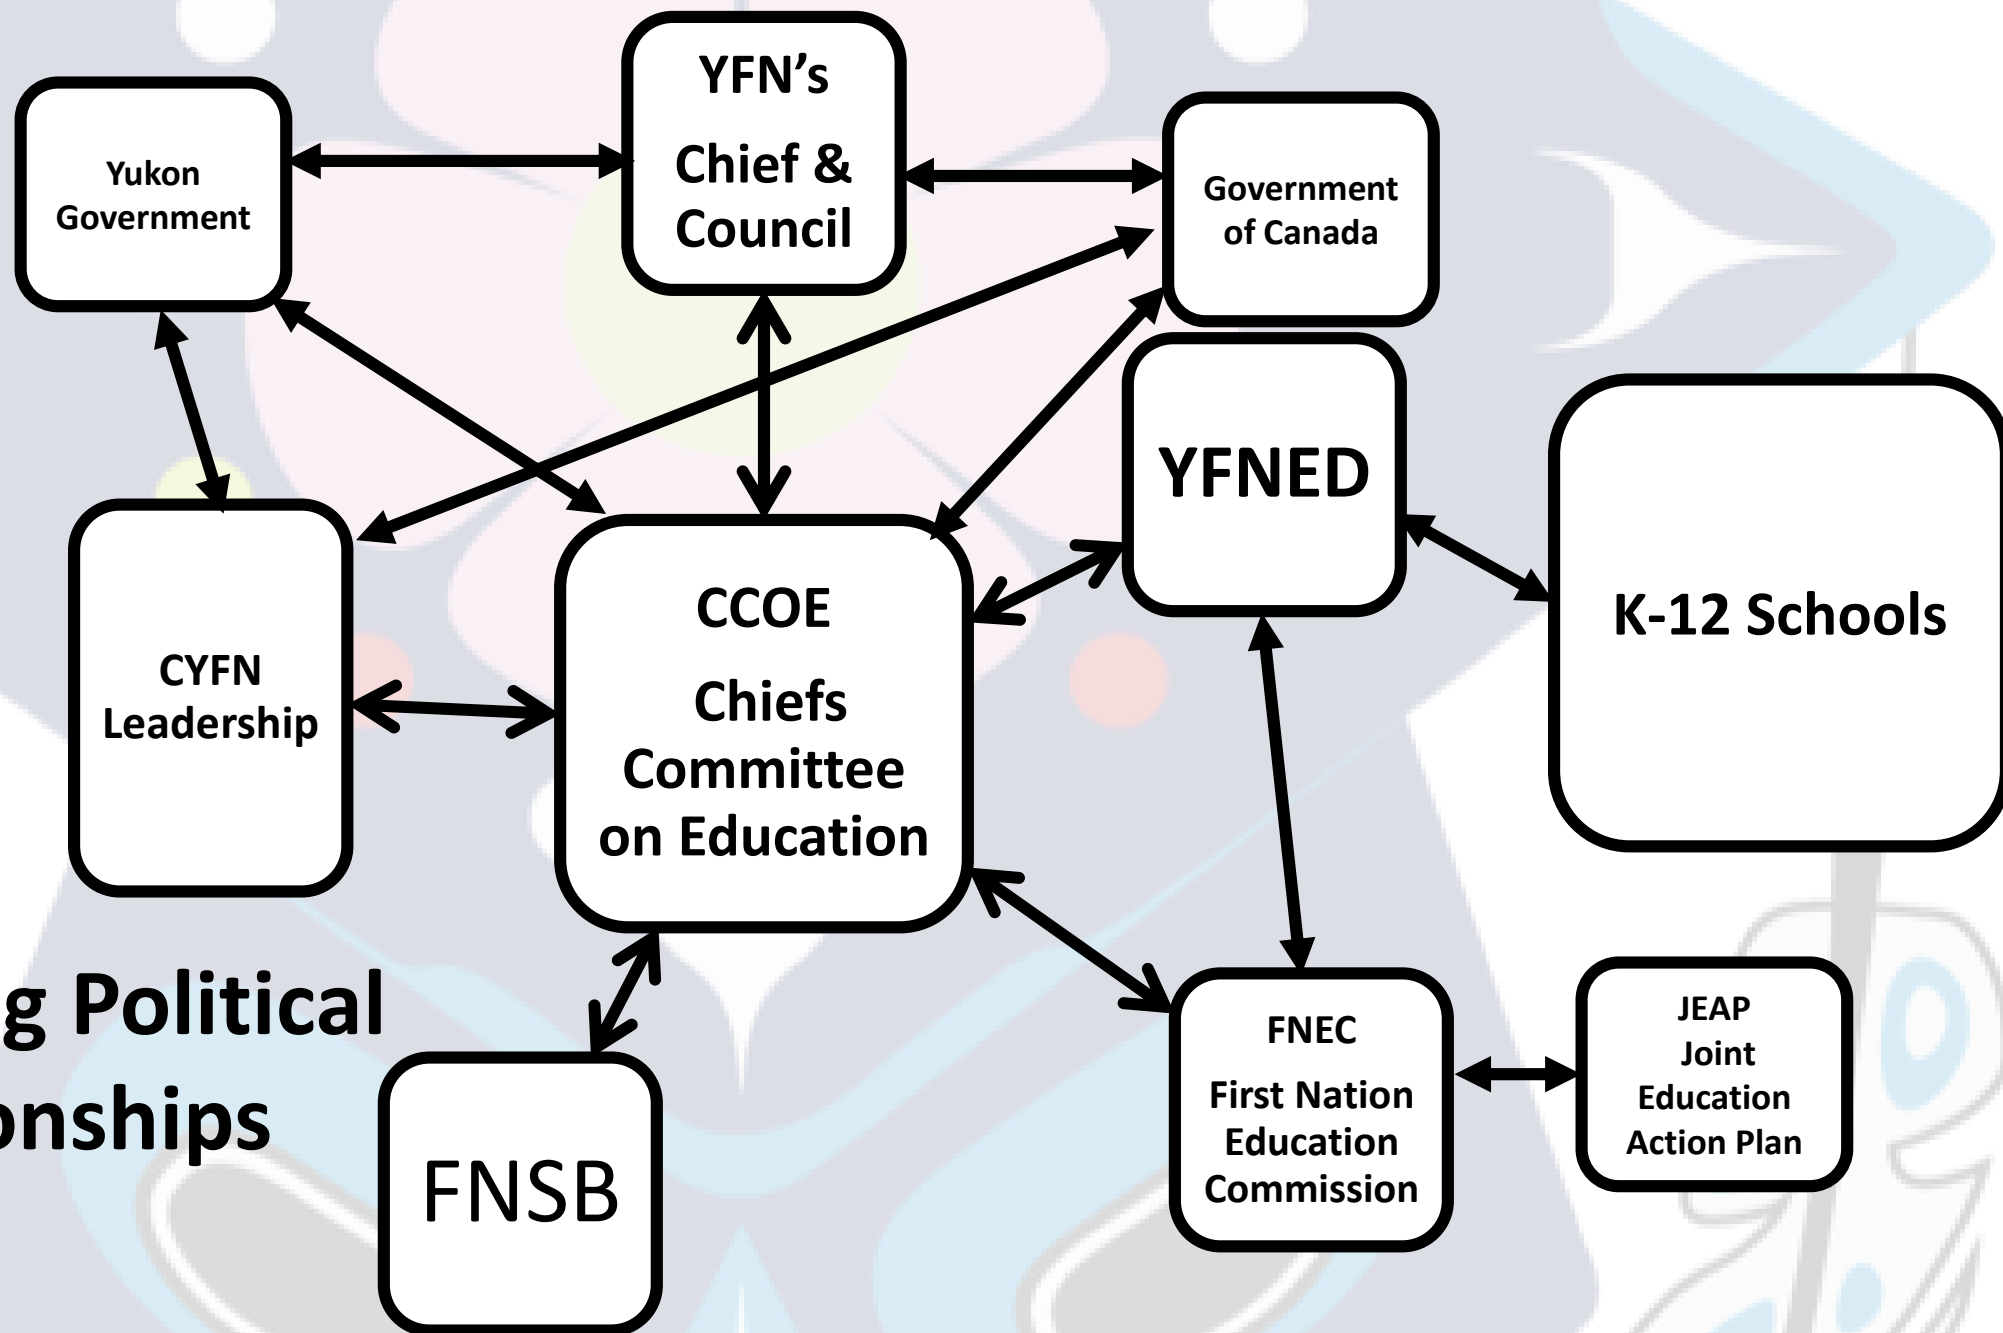 YFN's
Chief &
Council
Yukon
Government
Government
of Canada
YFNED
K-12 Schools
CCOE
Chiefs
Committee
on Education
CYFN
Leadership
g Political
onships
FNSB
FNEC
First Nation
Education
Commission
JEAP
Joint
Education
Action Plan